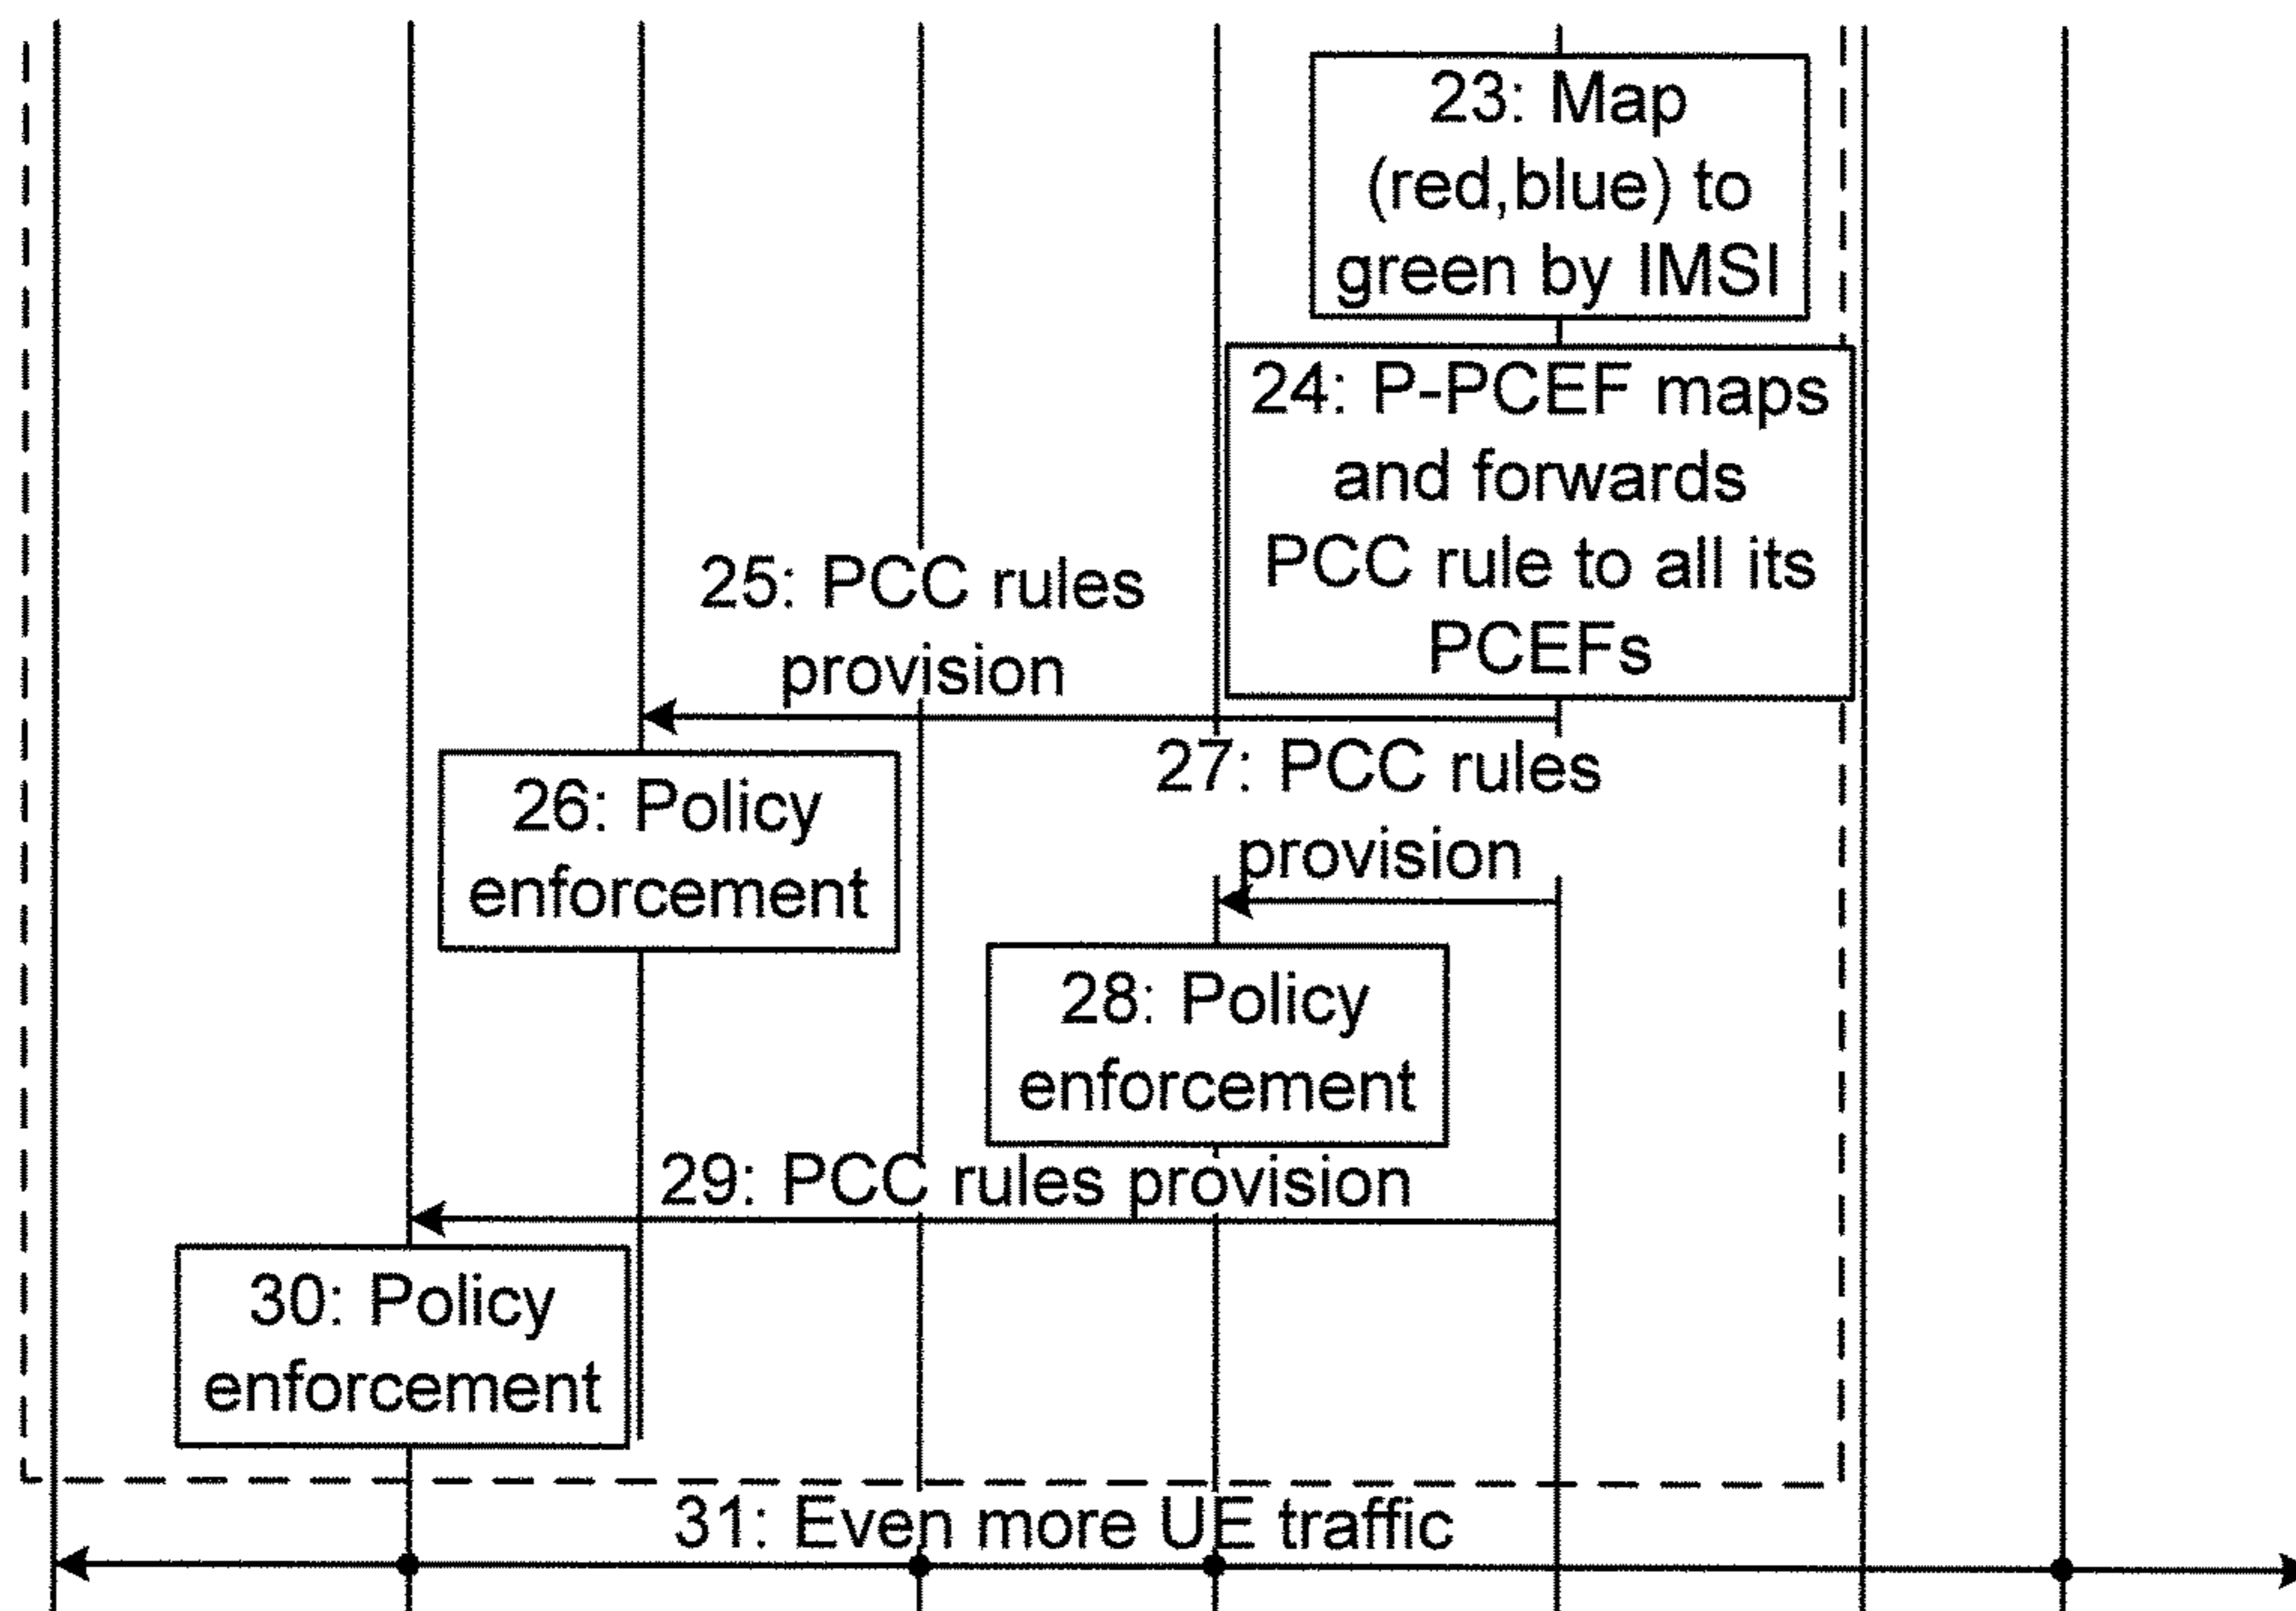 23: Map
(red,blue) to
green by IMSI
24: P-PCEF maps
and forwards
PCC rule to all its
PCEFs
25: PCC rules
provision
27: PCC rules
provision
26: Policy
enforcement
28: Policy
enforcement
29: PCC rules provision
30: Policy
enforcement
31: Even more UE traffic